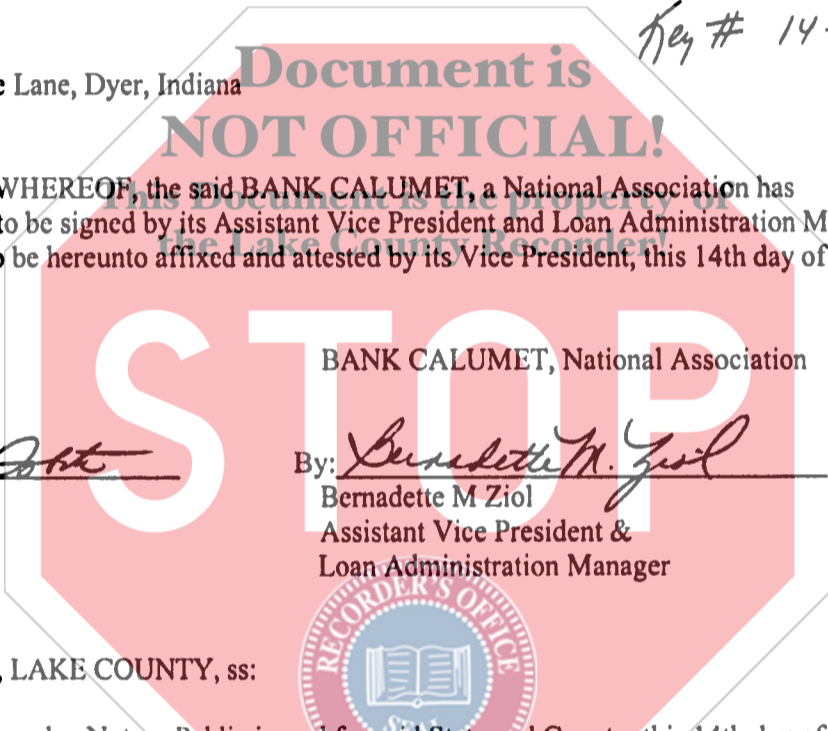 Key # 14-
Document is
Lane, Dyer, Indiana
NOT OFFICIAL!
WHEREOF, the said BANK CALUMET, a National Association has
This Document is the property of
to be signed by its Assistant Vice President and Loan Administration M
the Lake County Recorder!
be hereunto affixed and attested by its Vice President, this 14th day of
STOP
BANK CALUMET, National Association
By: Bernadette M. Ziol
Bernadette M Ziol
Assistant Vice President &
Loan Administration Manager
RECORDER'S OFFICE
SEAL
, LAKE COUNTY, ss: